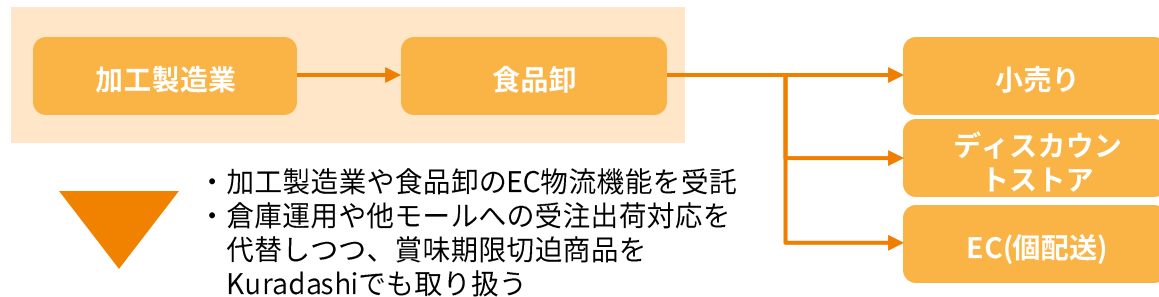 加工製造業
食品卸
小売り
ディスカウン
トストア
EC(個配送)
・加工製造業や食品卸のEC物流機能を受託
・倉庫運用や他モールへの受注出荷対応を
代替しつつ、賞味期限切迫商品を
Kuradashiでも取り扱う